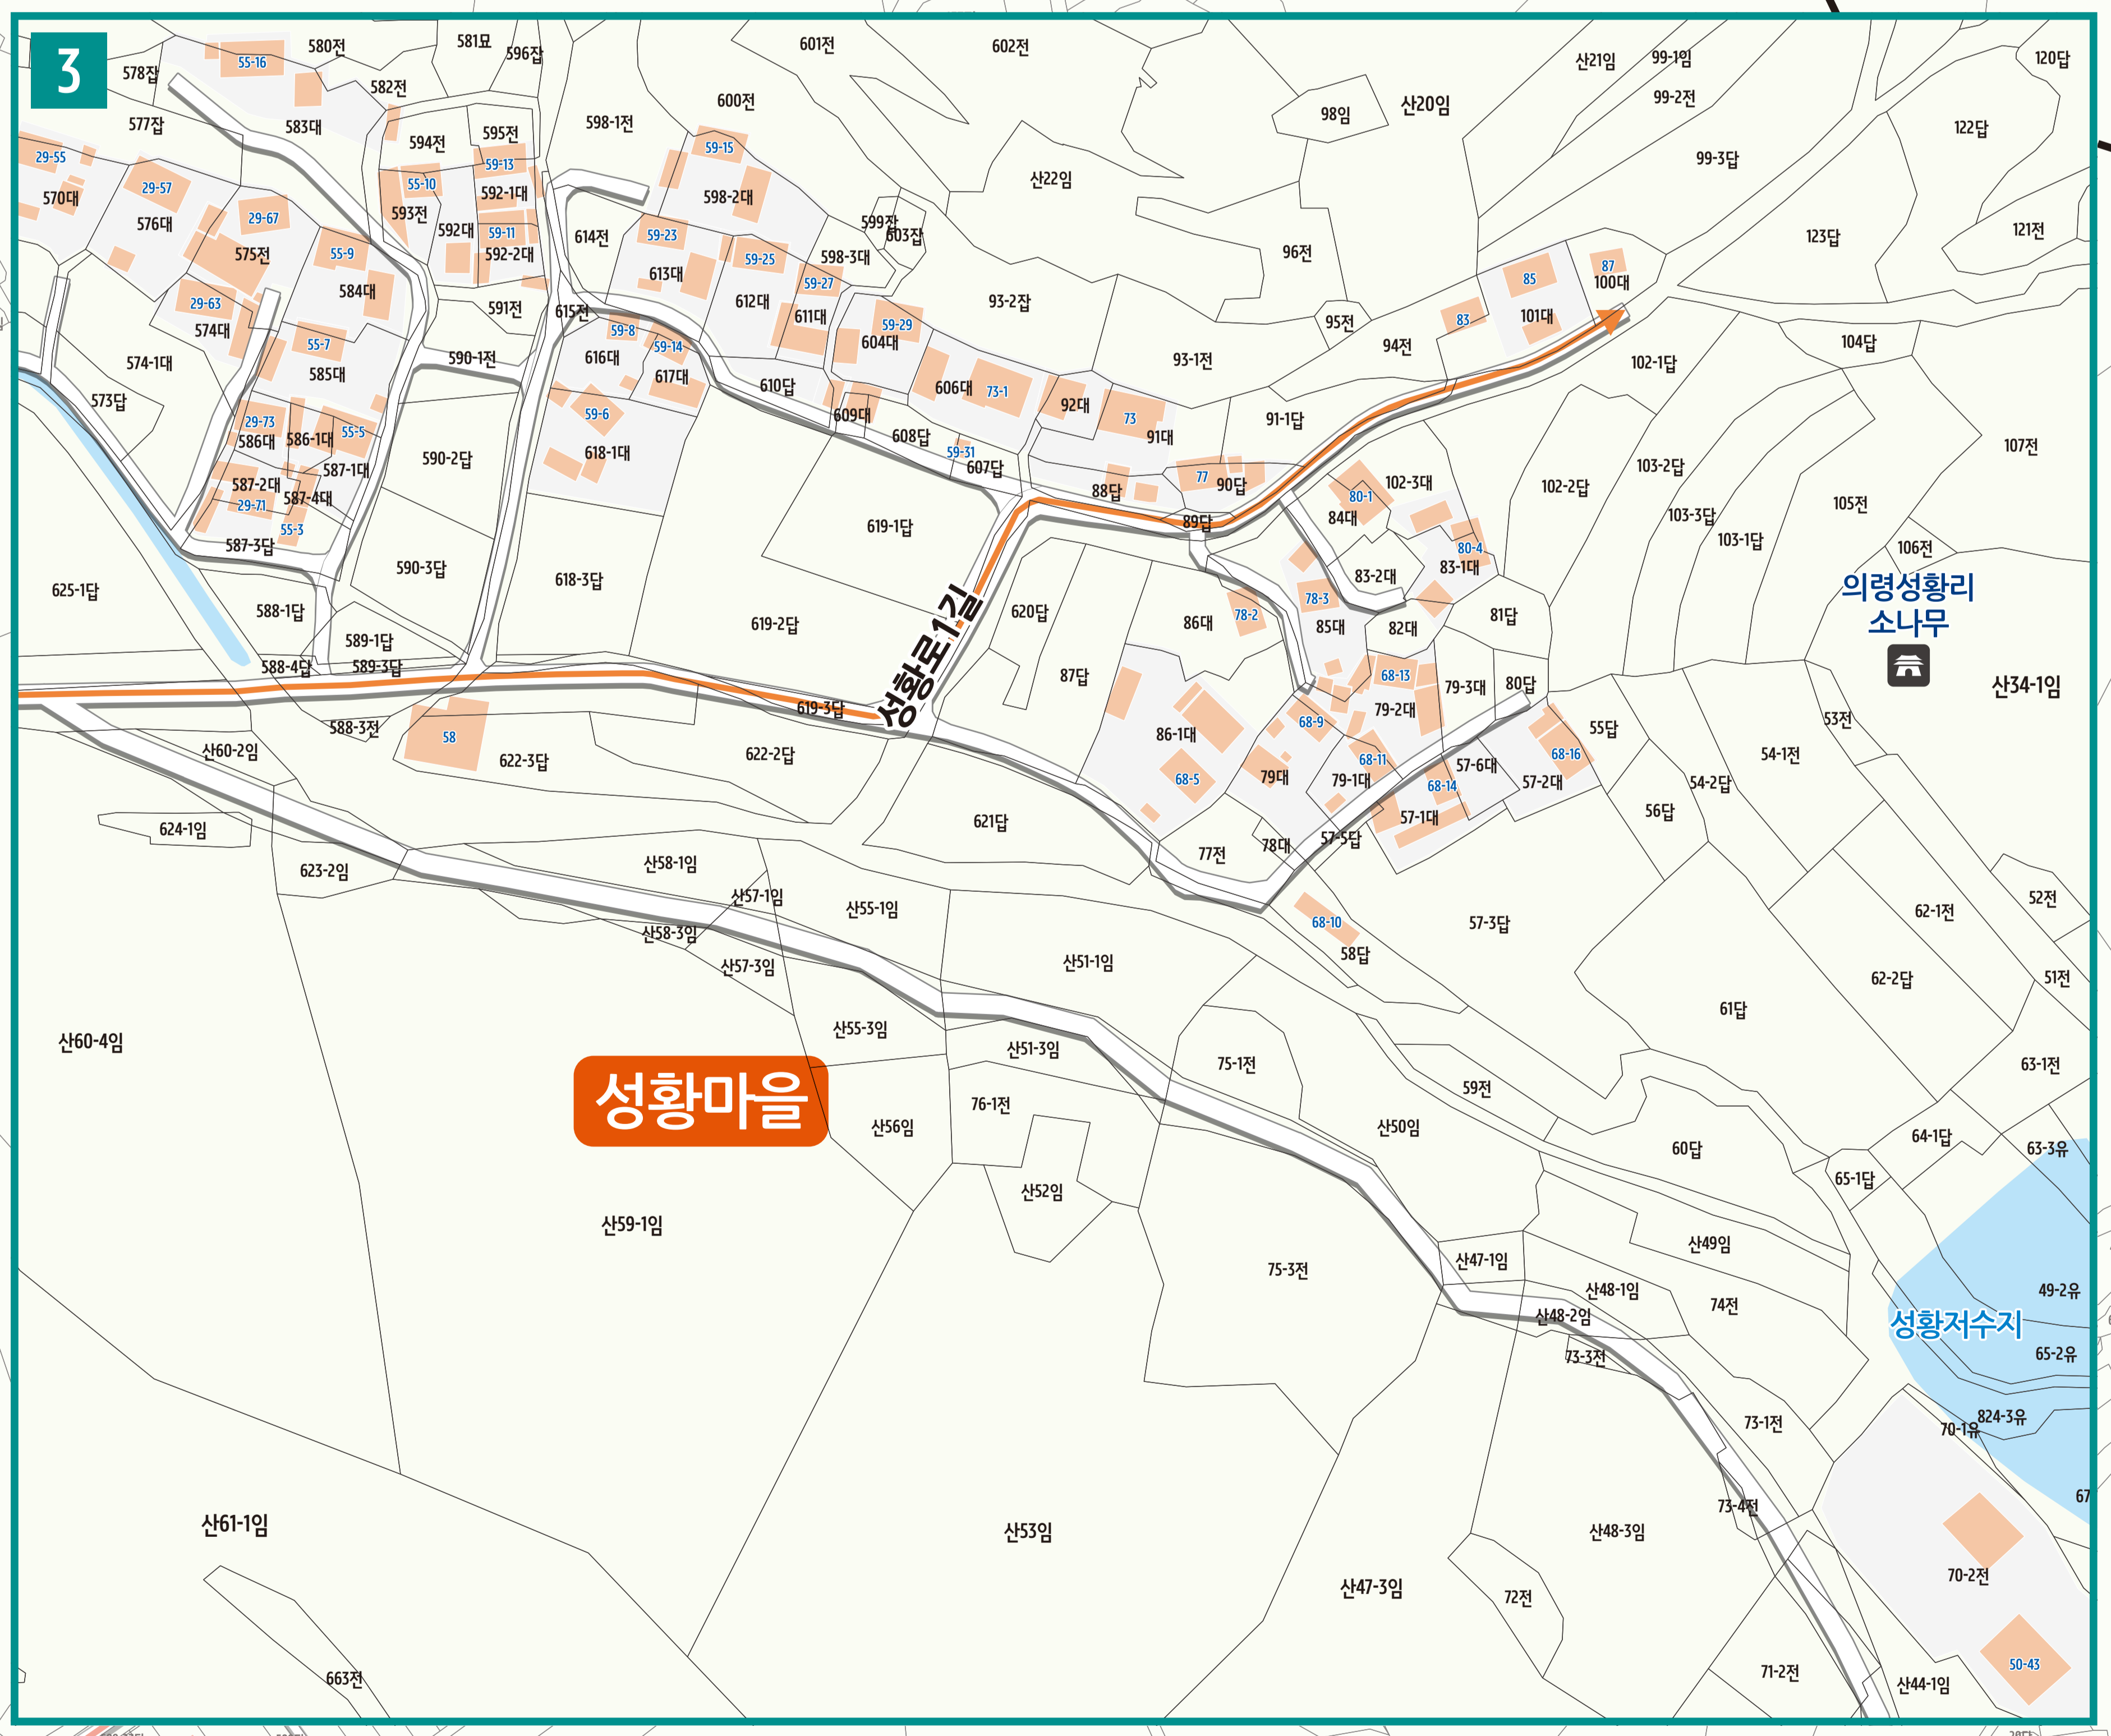 3
55-16
580전
581묘
596잡
601전
602전
산21임
99-1임
120답
578잡
582전
600전
98임
산20임
99-2전
577잡
583대
594전
595전
598-1전
122답
29-55
570대
29-57
576대
29-67
575전
55-10
593전
592대
59-13
592-1대
59-11
592-2대
59-15
598-2대
산22임
99-3답
614전
59-23
613대
59-25
612대
599잡
603잡
598-3대
96전
123답
121전
55-9
584대
29-63
574대
591전
615전
59-27
611대
93-2잡
85
87
100대
101대
83
55-7
585대
590-1전
59-8
616대
59-14
617대
59-29
604대
95전
94전
104답
574-1대
573답
610답
606대
73-1
93-1전
102-1답
29-73
586대
586-1대
55-5
59-6
609대
608답
92대
73
91대
91-1답
107전
587-2대
587-1대
29-71
587-4대
55-3
590-2답
618-1대
59-31
607답
88답
77
90답
80-1
102-3대
84대
102-2답
103-2답
587-3답
619-1답
89답
103-3답
103-1답
105전
106전
625-1답
590-3답
618-3답
80-4
83-1대
83-2대
의령성황리
소나무
588-1답
589-1답
619-2답
성황로1길
620답
86대
78-2
78-3
85대
82대
81답
588-4답
589-3답
87답
68-13
79-3대
80답
산34-1임
588-3전
58
619-3답
86-1대
68-9
79-2대
55답
53전
산60-2임
622-3답
622-2답
68-5
79대
68-11
79-1대
57-6대
68-14
68-16
57-2대
54-1전
54-2답
624-1임
621답
57-1대
56답
623-2임
산58-1임
77전
78대
57-5답
산57-1임
산55-1임
68-10
58답
57-3답
62-1전
52전
산58-3임
산57-3임
산51-1임
62-2답
51전
산60-4임
산55-3임
산51-3임
61답
75-1전
63-1전
성황마을
76-1전
59전
산56임
산50임
60답
64-1답
63-3유
산52임
65-1답
산59-1임
75-3전
산47-1임
산49임
산48-1임
49-2유
산48-2임
74전
성황저수지
73-3전
65-2유
73-1전
70-1유
824-3유
67
73-4전
산61-1임
산53임
산48-3임
산47-3임
72전
70-2전
663전
71-2전
50-43
산44-1임